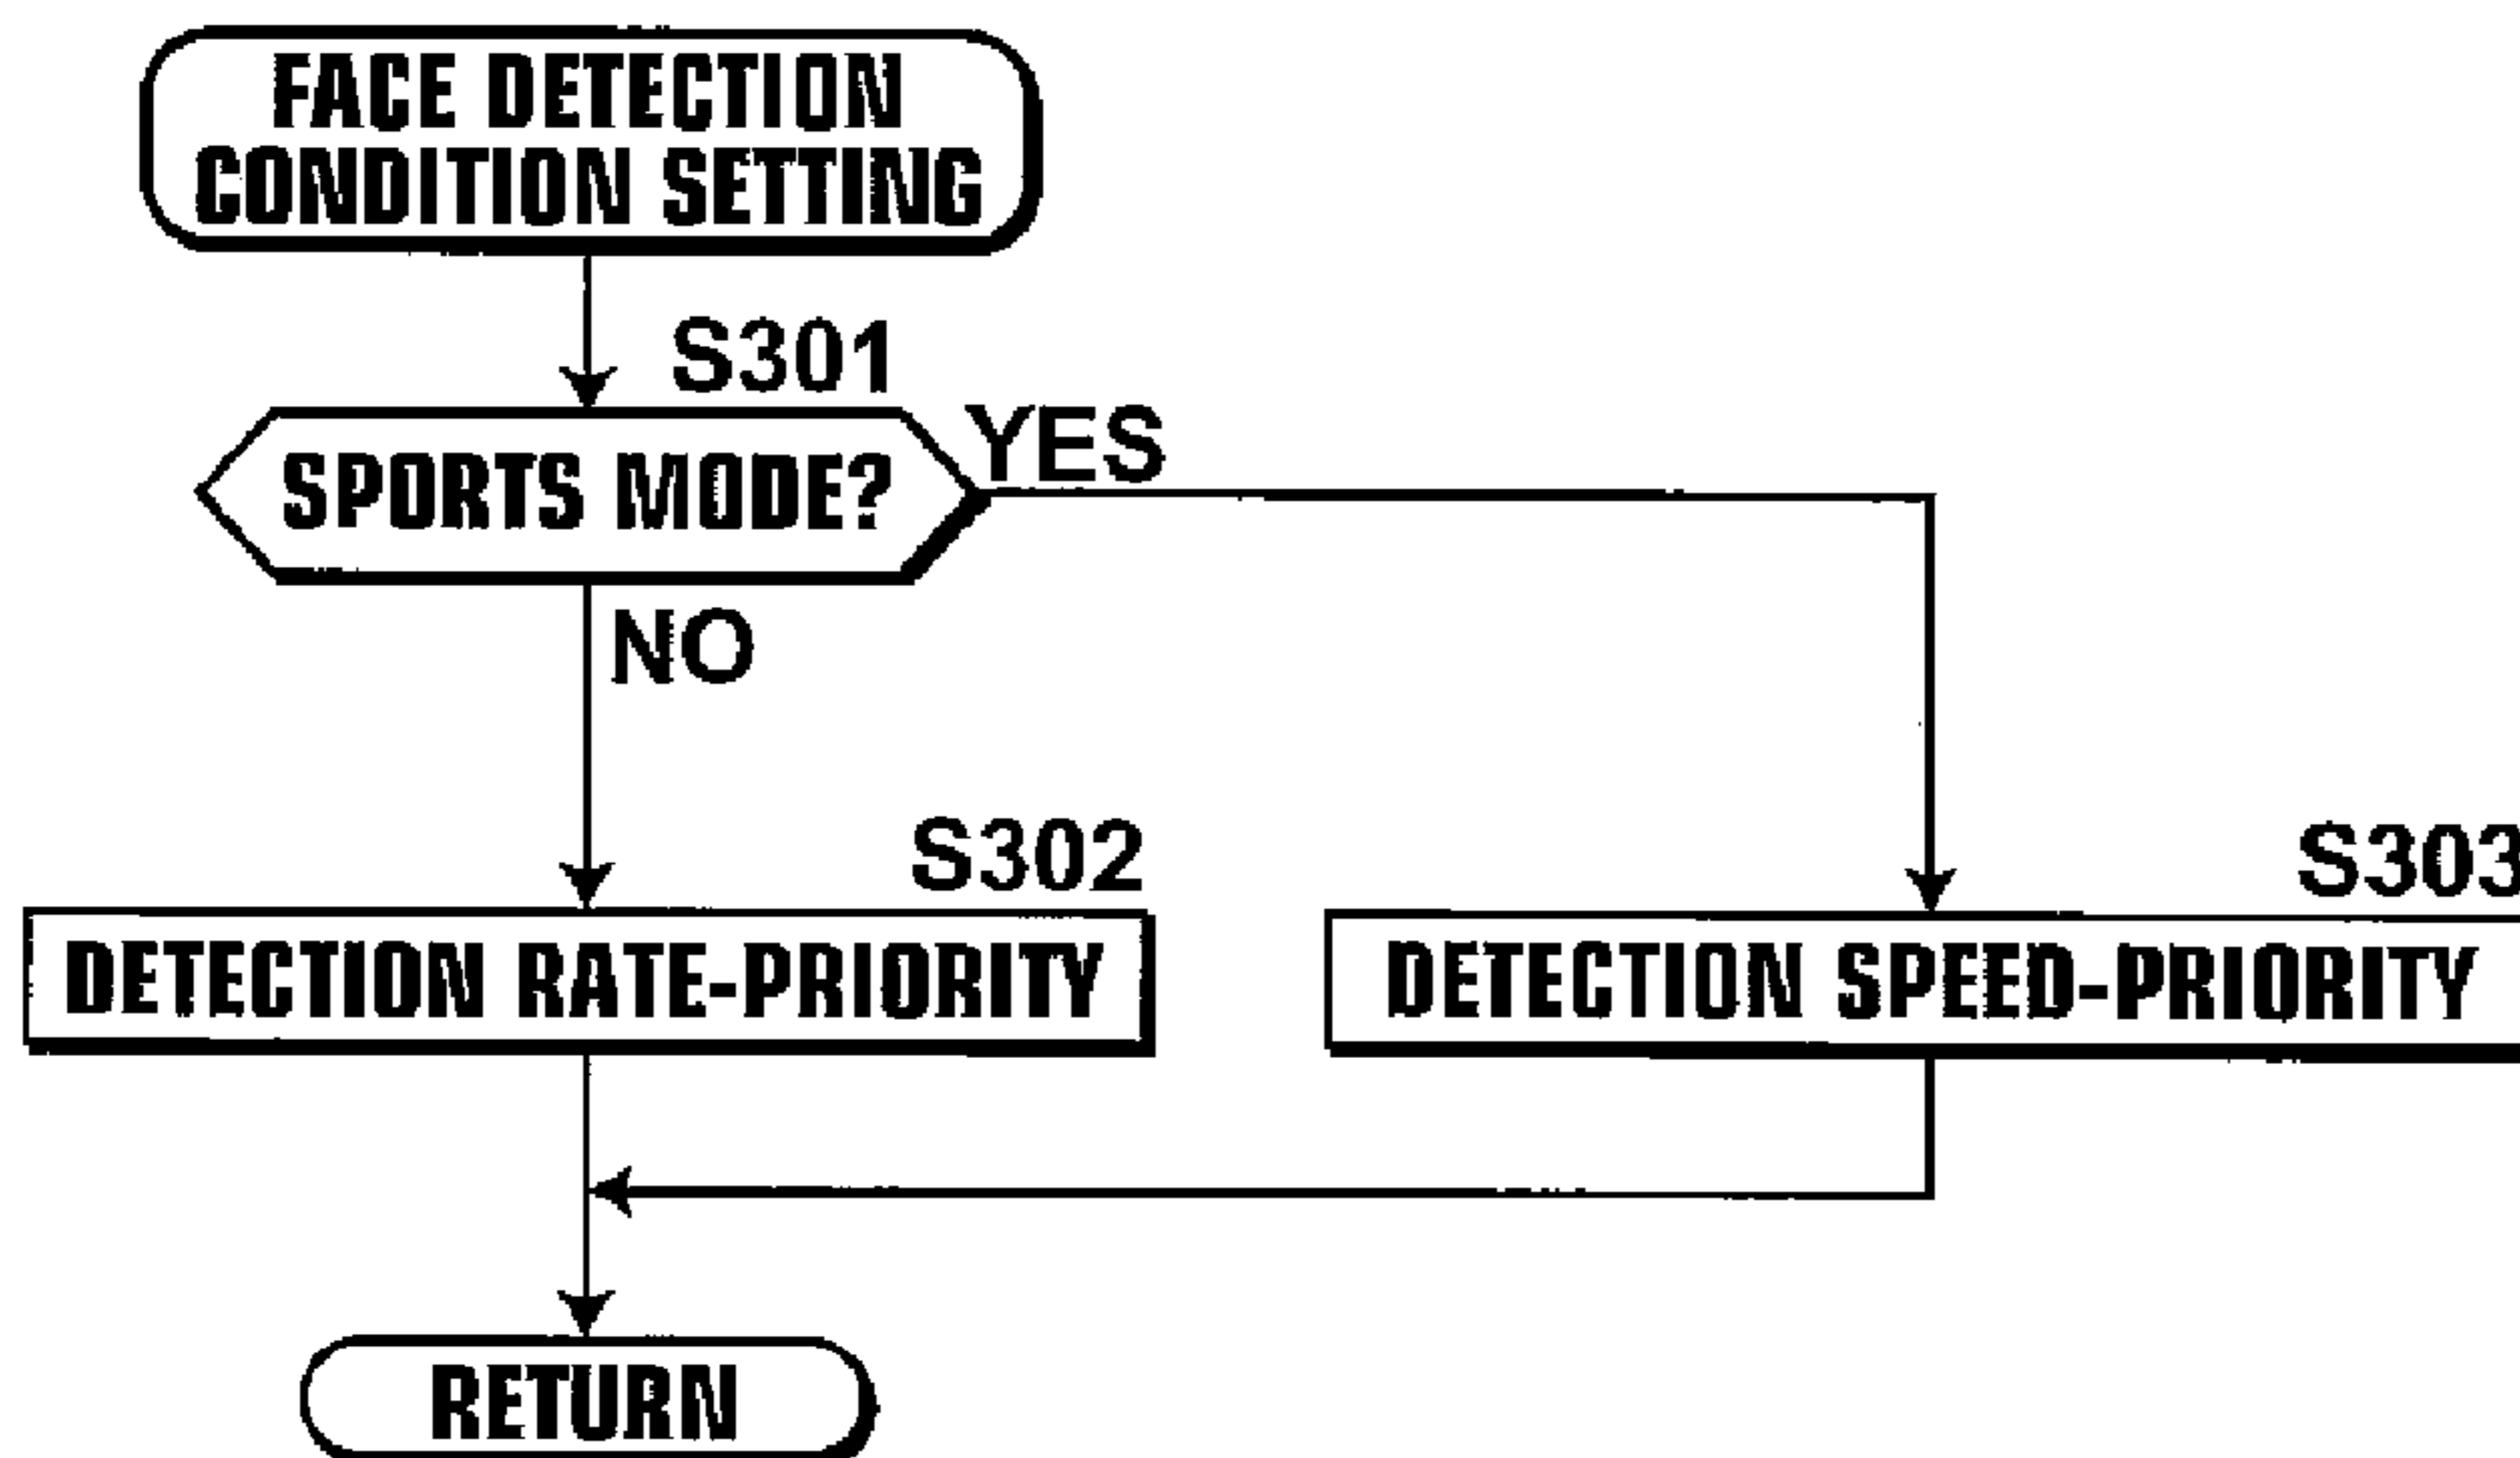 FACE DETECTION
CONDITION SETTING
S301
SPORTS MODE?
YES
NO
S302
DETECTION RATE-PRIORITY
S303
DETECTION SPEED-PRIORITY
RETURN